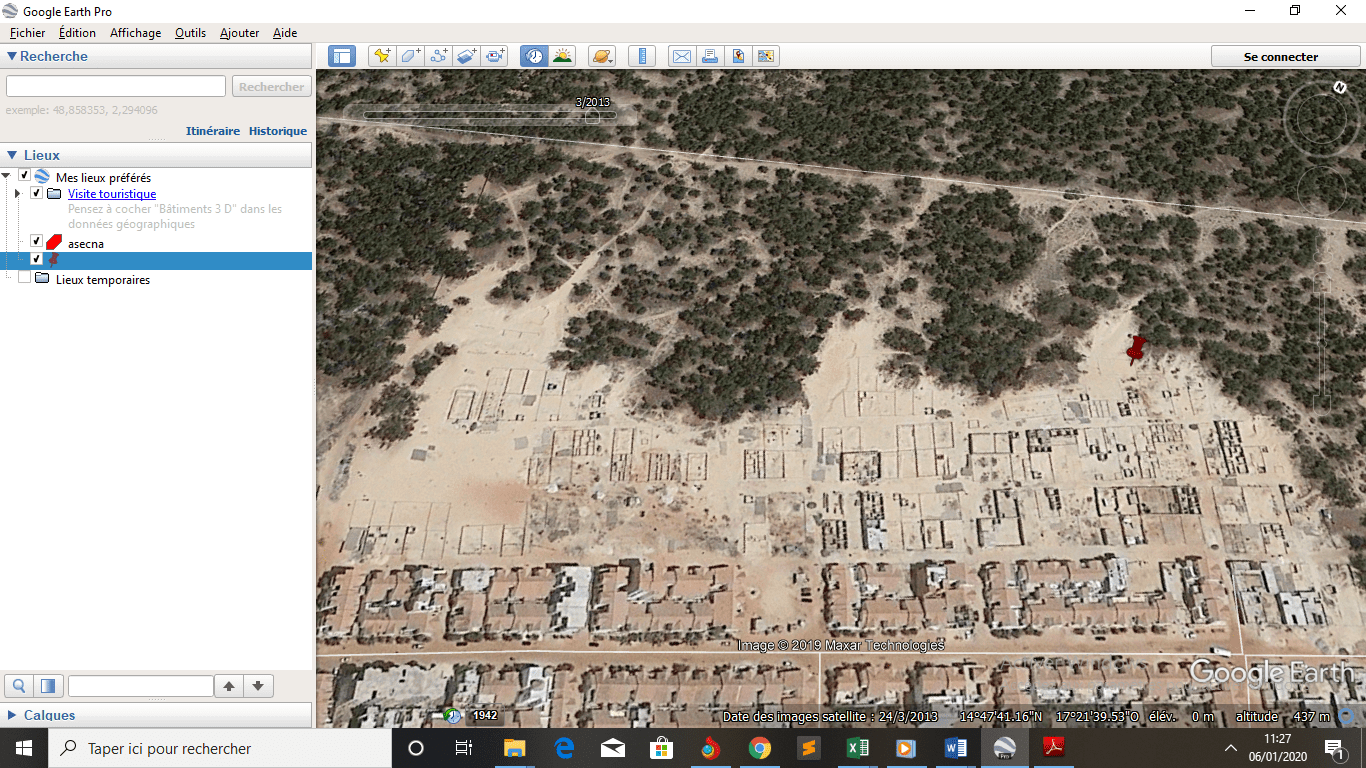 Google Earth Pro
Fichier Édition Affichage Outils Ajouter Aide
Recherche
Se connecter
Rechercher
exemple: 48,858353, 2,294096
Itinéraire Historique
Lieux
Mes lieux préférés
Visite touristique
Pensez à cocher "Bâtiments 3 D" dans les
données géographiques
asecna
Lieux temporaires
Calques
3/2013
N
Image © 2019 Maxar Technologies
Google Earth
1942
Date des images satellite : 24/3/2013 14°47'41.16"N 17°21'39.53"O élév. 0 m altitude 437 m
Taper ici pour rechercher
11:27
06/01/2020
1